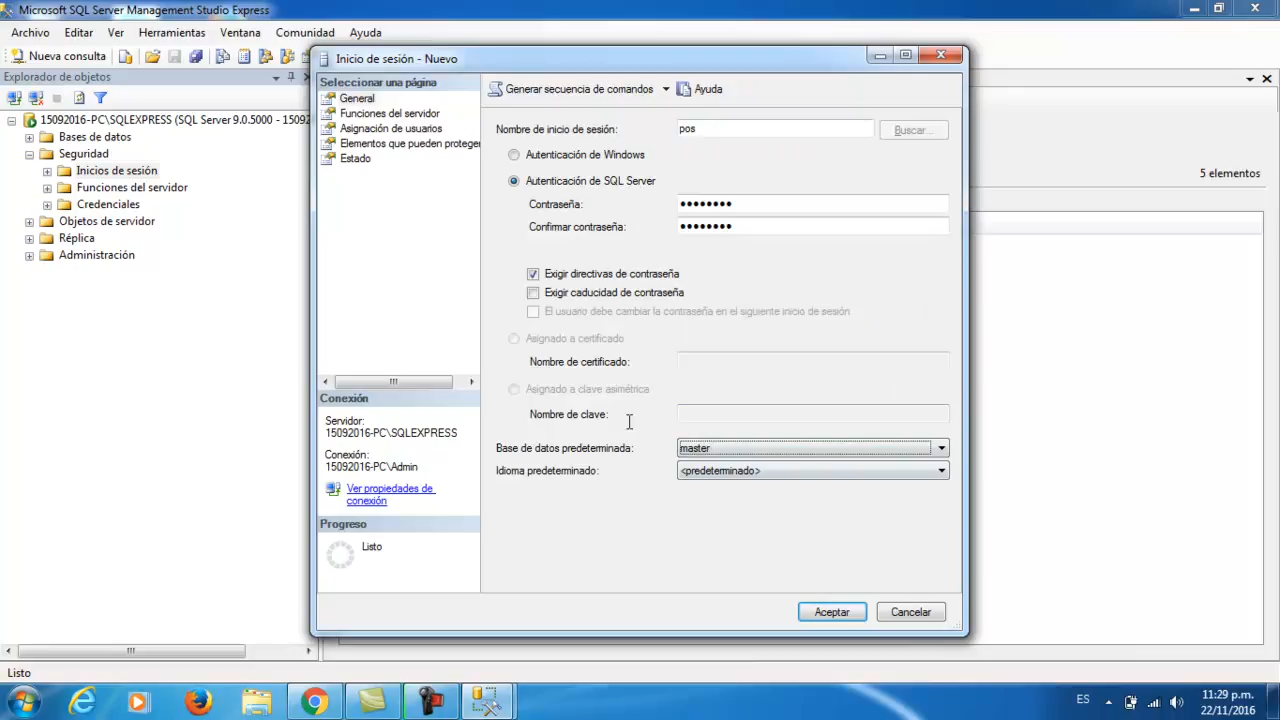 Microsoft SQL Server Management Studio Express
Archivo Editar Ver Herramientas Ventana Comunidad Ayuda
Nueva consulta
Explorador de objetos
15092016-PC\SQLEXPRESS (SQL Server 9.0.5000 - 15092
Bases de datos
Seguridad
Inicios de sesión
Funciones del servidor
Credenciales
Objetos de servidor
Réplica
Administración
5 elementos
Inicio de sesión - Nuevo
Seleccionar una página
General
Funciones del servidor
Asignación de usuarios
Elementos que pueden proteger
Estado
Conexión
Servidor:
15092016-PC\SQLEXPRESS
Conexión:
15092016-PC\Admin
Ver propiedades de
conexión
Progreso
Listo
Generar secuencia de comandos Ayuda
Nombre de inicio de sesión: pos Buscar...
Autenticación de Windows
Autenticación de SQL Server
Contraseña: ●●●●●●●●
Confirmar contraseña: ●●●●●●●●
Exigir directivas de contraseña
Exigir caducidad de contraseña
El usuario debe cambiar la contraseña en el siguiente inicio de sesión
Asignado a certificado
Nombre de certificado:
Asignado a clave asimétrica
Nombre de clave:
Base de datos predeterminada: master
Idioma predeterminado: <predeterminado>
Aceptar Cancelar
Listo
ES 11:29 p.m.
22/11/2016